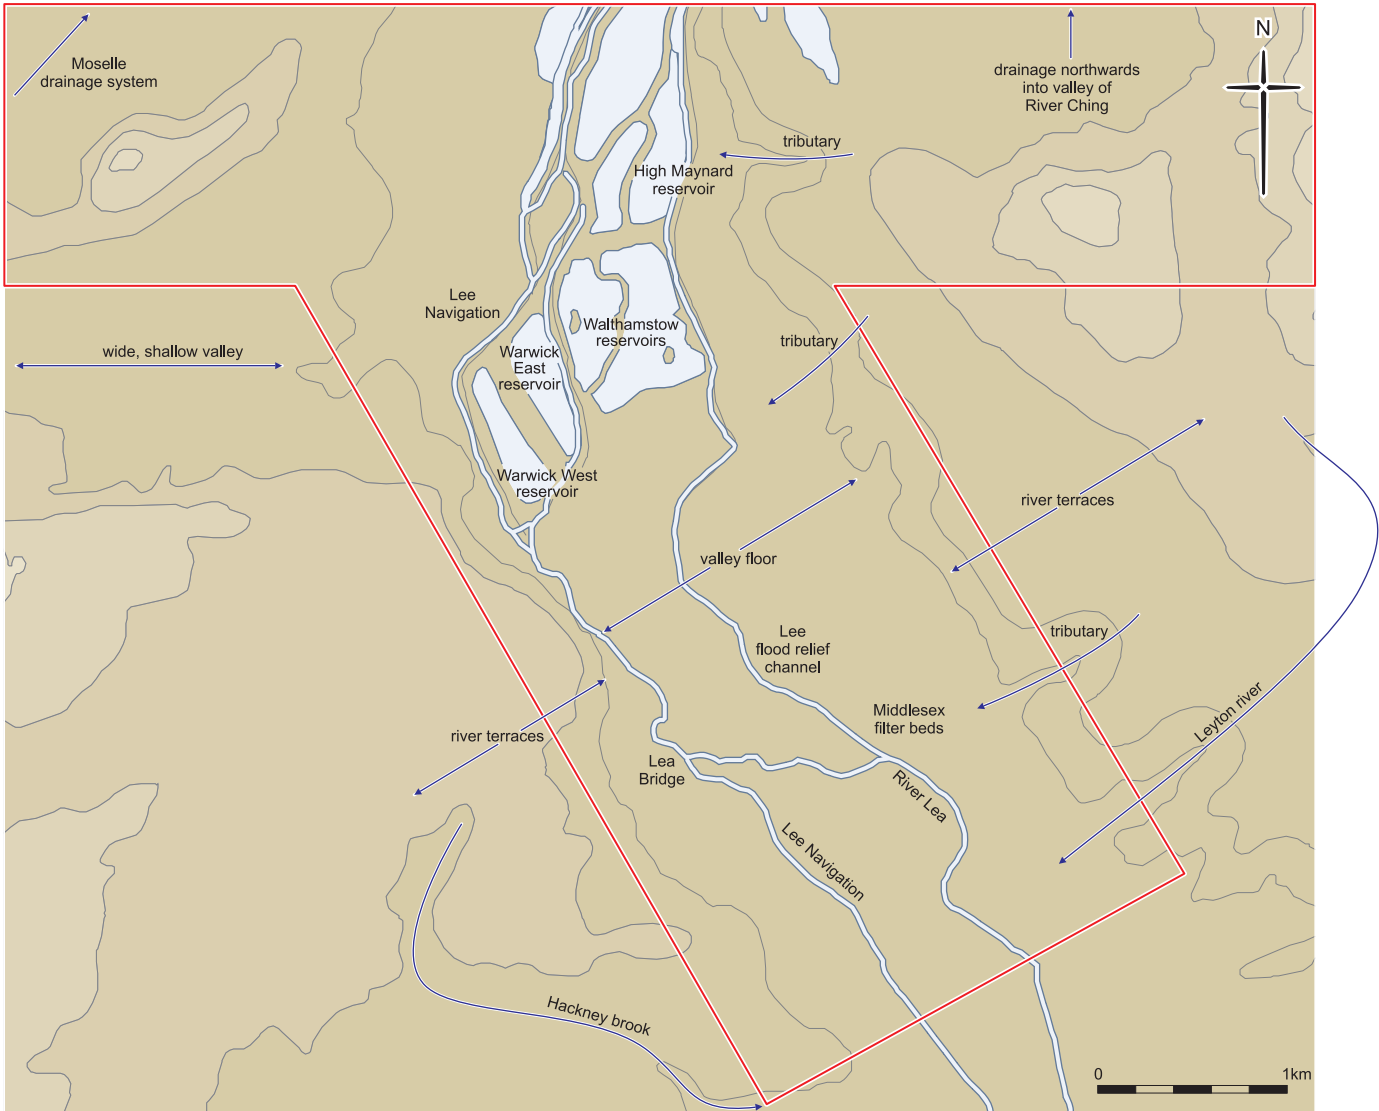 Moselle
drainage system
drainage northwards
into valley of
River Ching
N
tributary
High Maynard
reservoir
Lee
Navigation
Walthamstow
reservoirs
tributary
wide, shallow valley
Warwick
East
reservoir
Warwick West
reservoir
river terraces
valley floor
Lee
flood relief
channel
tributary
Middlesex
filter beds
Leyton river
river terraces
Lea
Bridge
River Lea
Lee Navigation
Hackney brook
0 1km